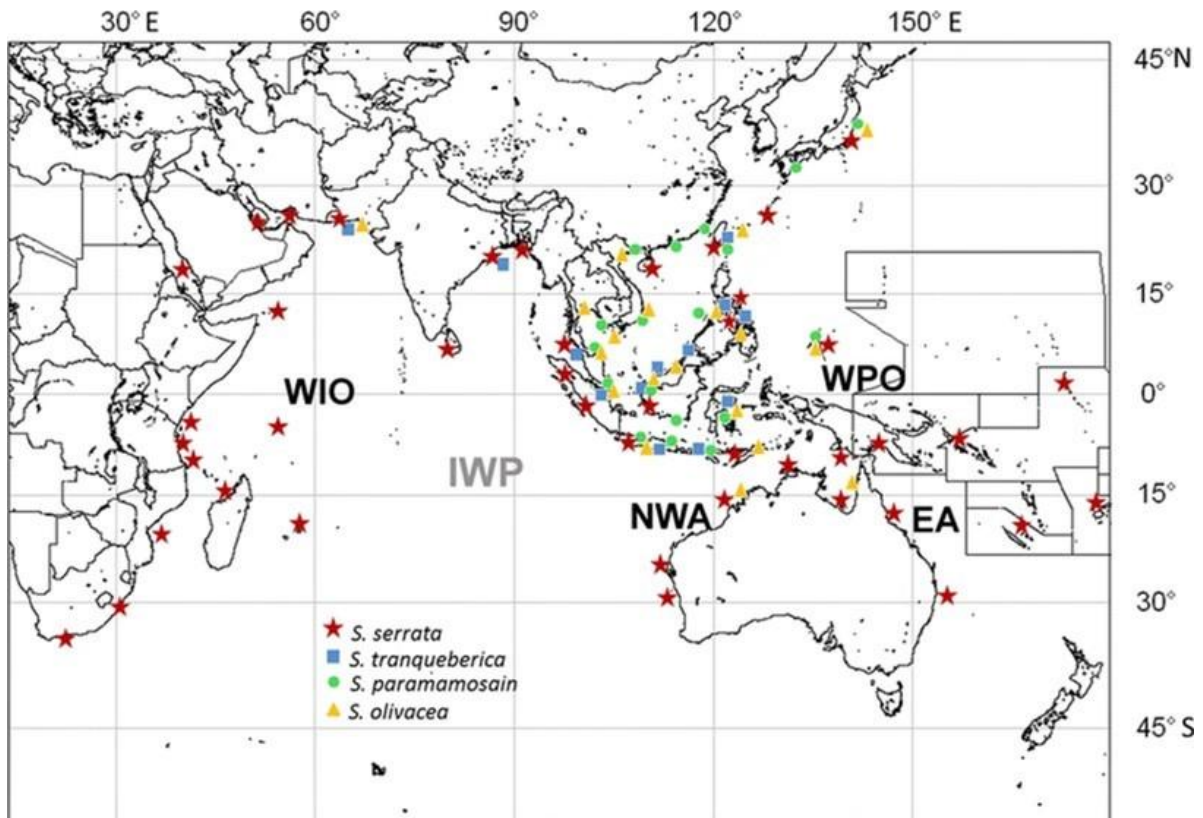 30° E 60° 90° 120° 150°
45°N
30°
15°
WIO
WPO
0°
IWP
15°
NWA
EA
30°
S. serrata
S. tranqueberica
S. paramamosain
S. olivacea
45° S